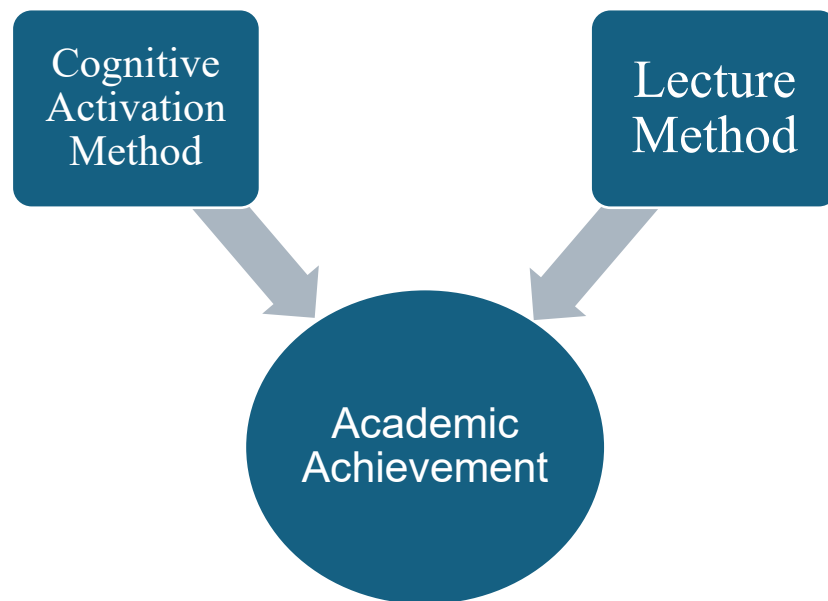 Cognitive
Activation
Method
Lecture
Method
Academic
Achievement